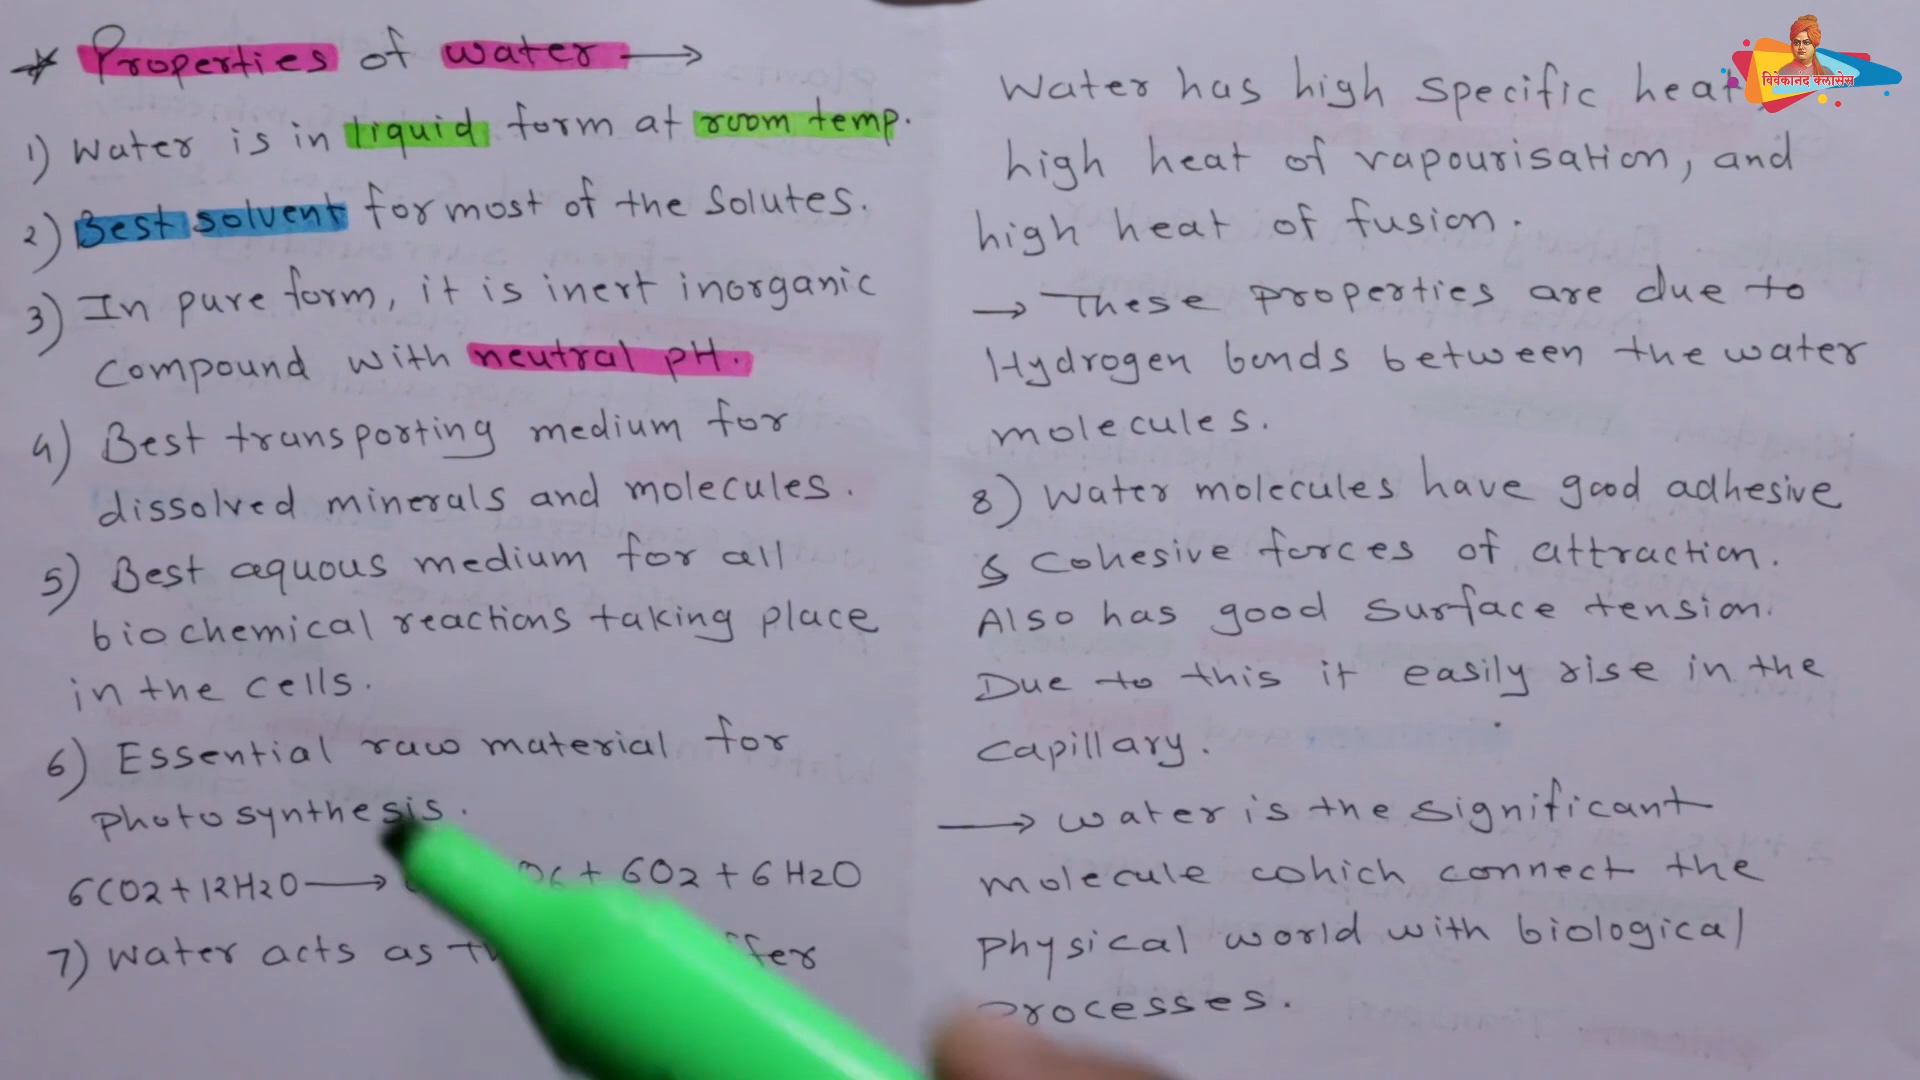 * Properties of water →
1) Water is in liquid form at room temp.
2) Best solvent for most of the Solutes.
3) In pure form, it is inert inorganic
compound with neutral pH.
4) Best transporting medium for
dissolved minerals and molecules.
5) Best aquous medium for all
biochemical reactions taking place
in the cells.
6) Essential raw material for
Photosynthesis.
6CO2 + 12H2O → O6 + 6O2 + 6H2O
7) Water acts as
Water has high specific heat
high heat of vapourisation, and
high heat of fusion.
→ These properties are due to
Hydrogen bonds between the water
molecules.
8) Water molecules have good adhesive
& Cohesive forces of attraction.
Also has good surface tension.
Due to this it easily rise in the
capillary.
→ Water is the significant
molecule which connect the
physical world with biological
processes.
विवेकानंद क्लासेस